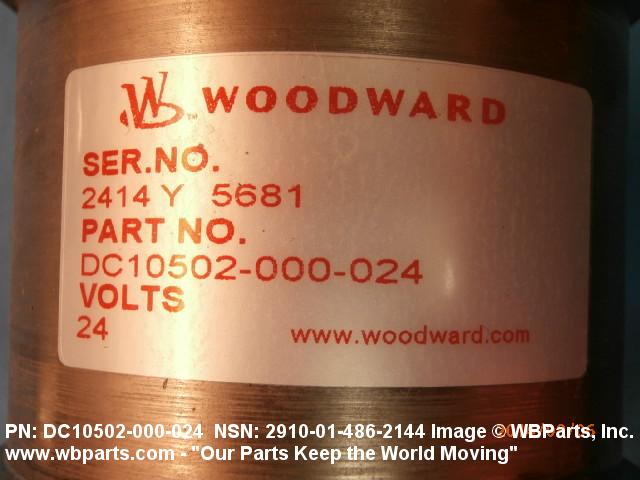 WOODWARD
SER.NO.
2414 Y 5681
PART NO.
DC10502-000-024
VOLTS
24 www.woodward.com
PN: DC10502-000-024 NSN: 2910-01-486-2144 Image © WBParts, Inc.
www.wbparts.com - "Our Parts Keep the World Moving"